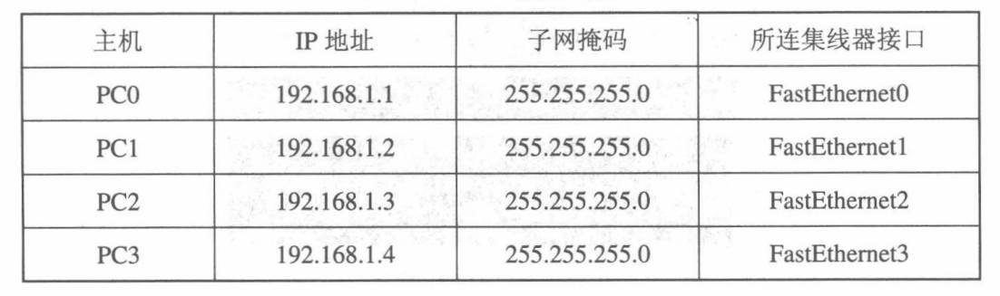 主机 IP 地址 子网掩码 所连集线器接口
PC0 192.168.1.1 255.255.255.0 FastEthernet0
PC1 192.168.1.2 255.255.255.0 FastEthernet1
PC2 192.168.1.3 255.255.255.0 FastEthernet2
PC3 192.168.1.4 255.255.255.0 FastEthernet3